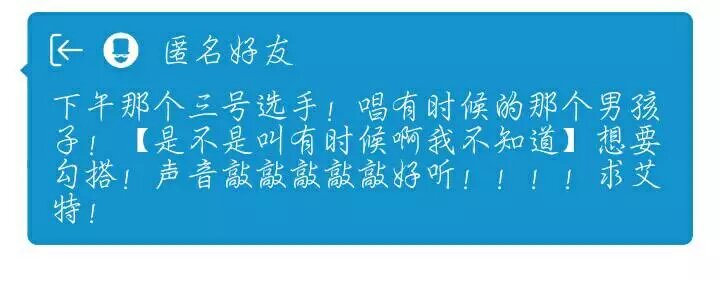 匿名好友
下午那个三号选手！唱有时候的那个男孩
子！【是不是叫有时候啊我不知道】想要
勾搭！声音敲敲敲敲敲好听！！！！求艾
特！